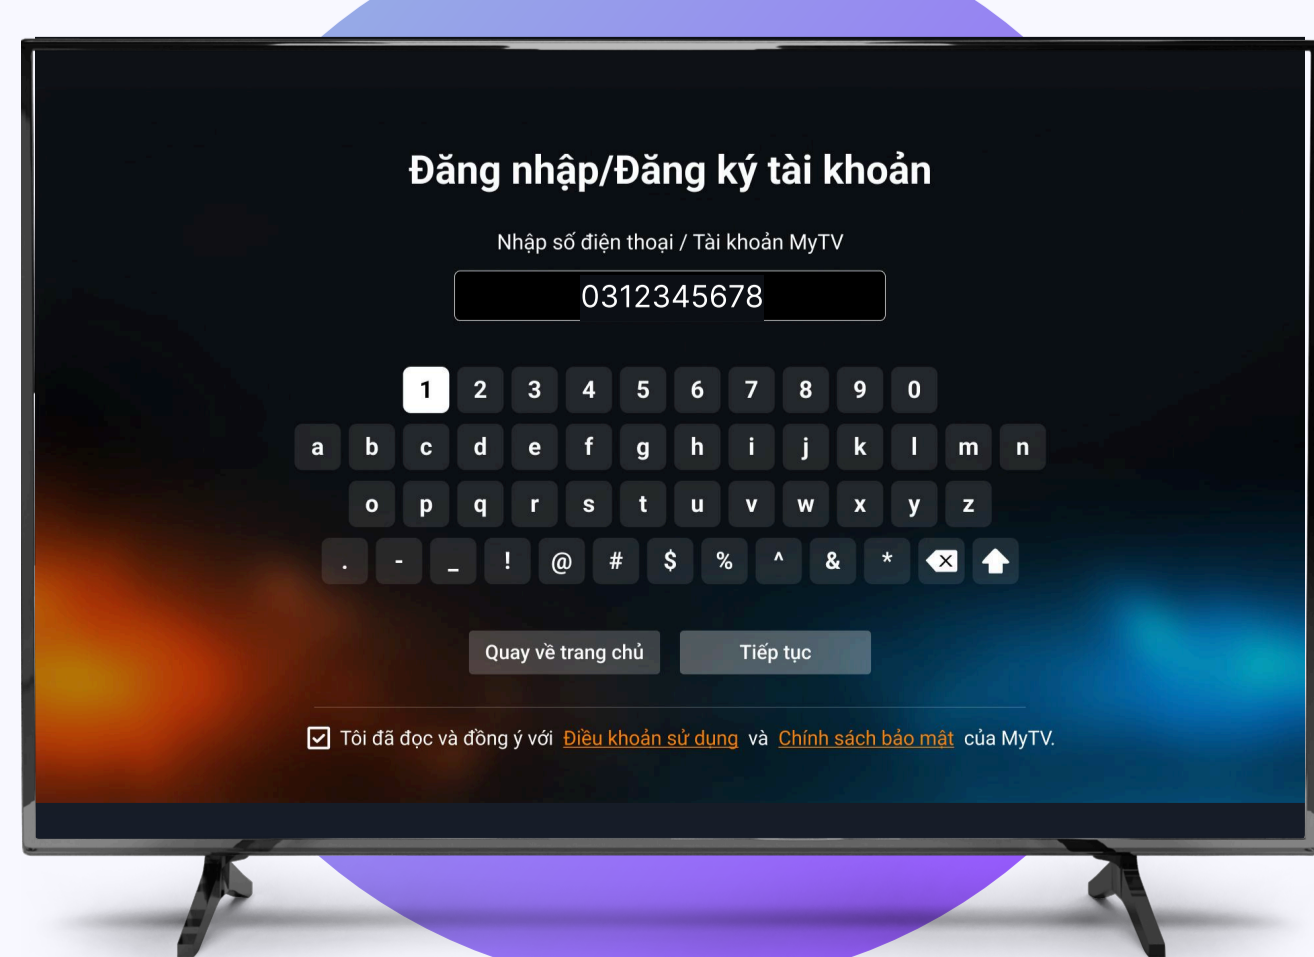 Đăng nhập/Đăng ký tài khoản
Nhập số điện thoại / Tài khoản MyTV
0312345678
1 2 3 4 5 6 7 8 9 0
a b c d e f g h i j k l m n
o p q r s t u v w x y z
. - _ ! @ # $ % ^ & *
Quay về trang chủ Tiếp tục
Tôi đã đọc và đồng ý với Điều khoản sử dụng và Chính sách bảo mật của MyTV.